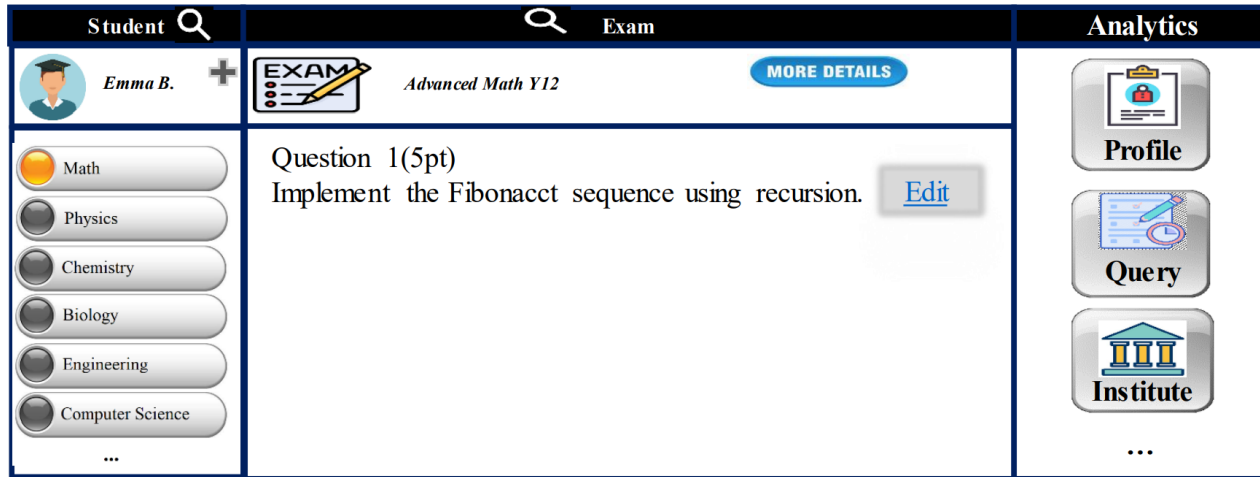 Student
Exam
Analytics
Emma B.
EXAM
Advanced Math Y12
MORE DETAILS
Math
Physics
Chemistry
Biology
Engineering
Computer Science
...
Question 1(5pt)
Implement the Fibonacct sequence using recursion. Edit
Profile
Query
Institute
...